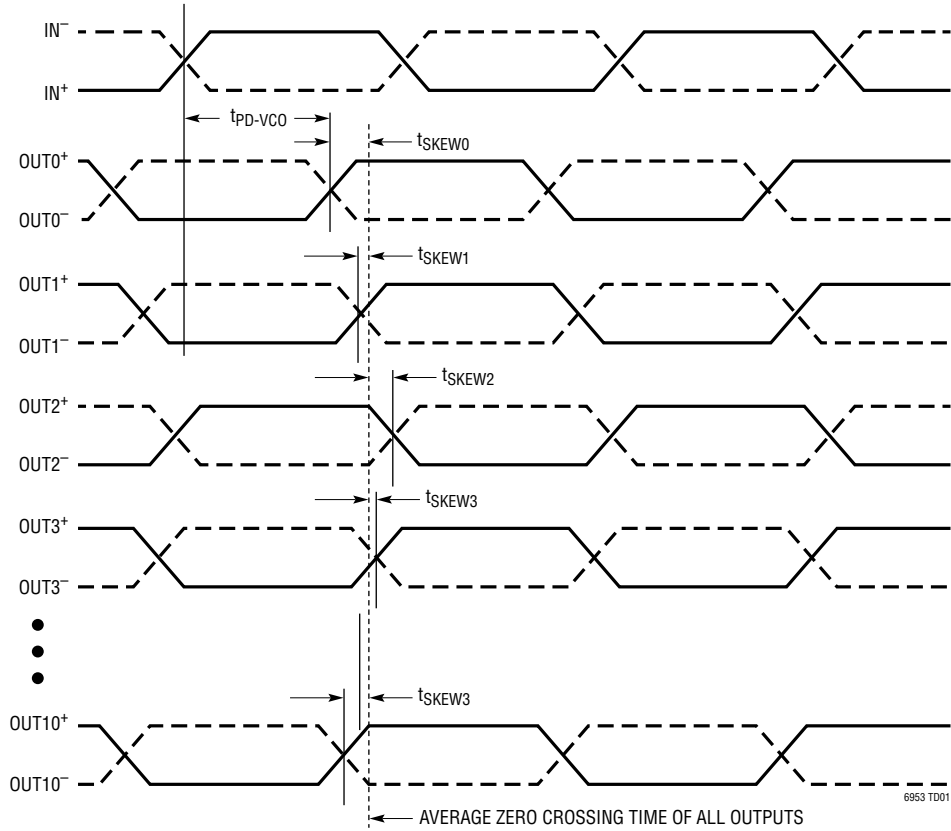 IN⁻
IN⁺
tPD-VCO
tSKEW0
OUT0⁺
OUT0⁻
tSKEW1
OUT1⁺
OUT1⁻
tSKEW2
OUT2⁺
OUT2⁻
tSKEW3
OUT3⁺
OUT3⁻
tSKEW3
OUT10⁺
OUT10⁻
6953 TD01
AVERAGE ZERO CROSSING TIME OF ALL OUTPUTS